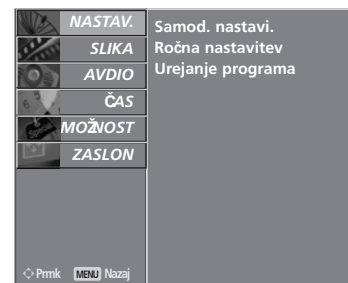 NASTAV.
SLIKA
AVDIO
ČAS
MOŽNOST
ZASLON
Samod. nastavi.
Ročna nastavitev
Urejanje programa
Prmk MENU Nazaj